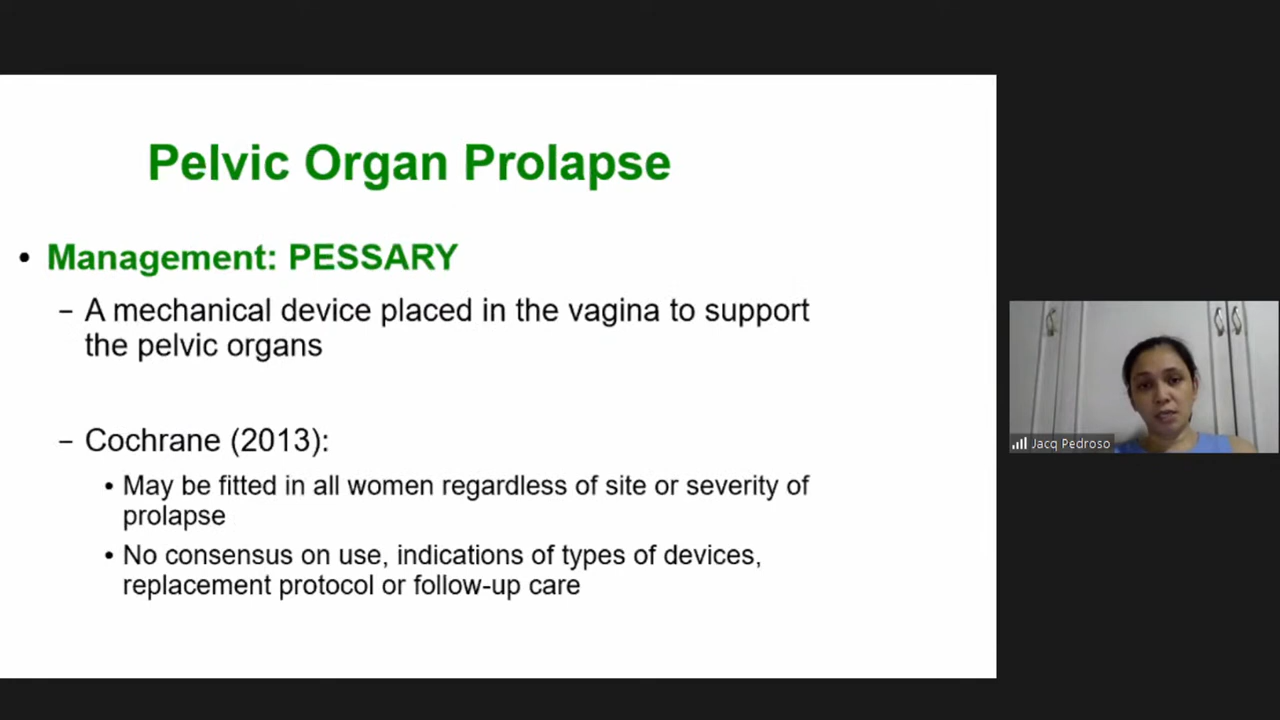 Pelvic Organ Prolapse
• Management: PESSARY
– A mechanical device placed in the vagina to support
the pelvic organs
– Cochrane (2013):
• May be fitted in all women regardless of site or severity of
prolapse
• No consensus on use, indications of types of devices,
replacement protocol or follow-up care
Jacq Pedroso